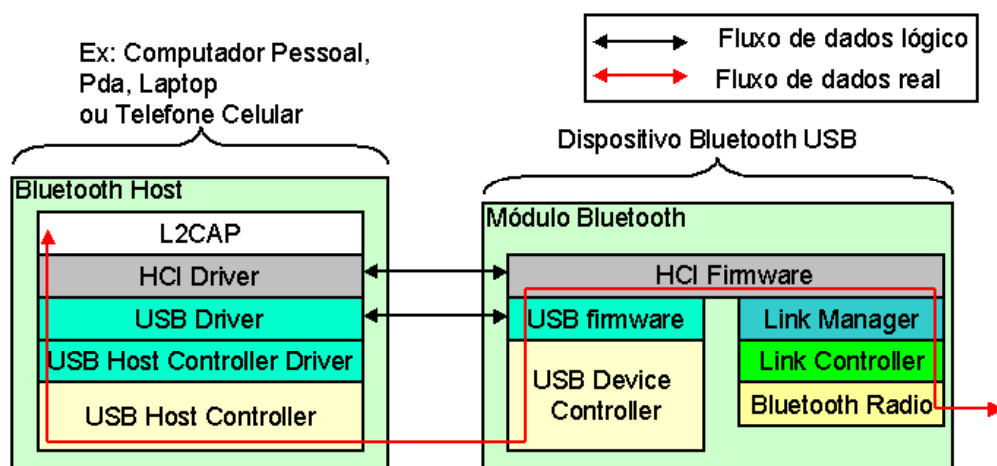 Ex: Computador Pessoal,
Pda, Laptop
ou Telefone Celular
Fluxo de dados lógico
Fluxo de dados real
Dispositivo Bluetooth USB
Bluetooth Host
L2CAP
HCI Driver
USB Driver
USB Host Controller Driver
USB Host Controller
Módulo Bluetooth
HCI Firmware
USB firmware
USB Device
Controller
Link Manager
Link Controller
Bluetooth Radio